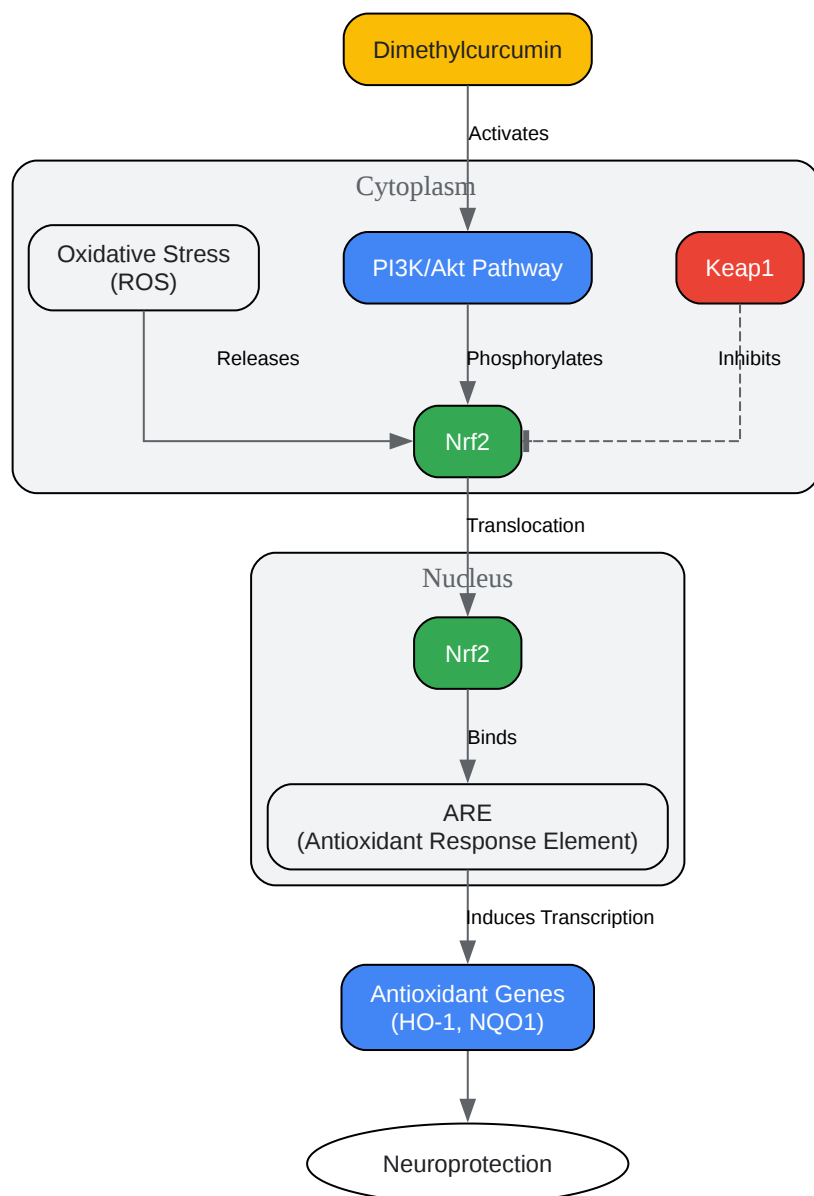 Dimethylcurcumin
Activates
Cytoplasm
Oxidative Stress
(ROS)
PI3K/Akt Pathway
Keap1
Releases
Phosphorylates
Inhibits
Nrf2
Translocation
Nucleus
Nrf2
Binds
ARE
(Antioxidant Response Element)
Induces Transcription
Antioxidant Genes
(HO-1, NQO1)
Neuroprotection